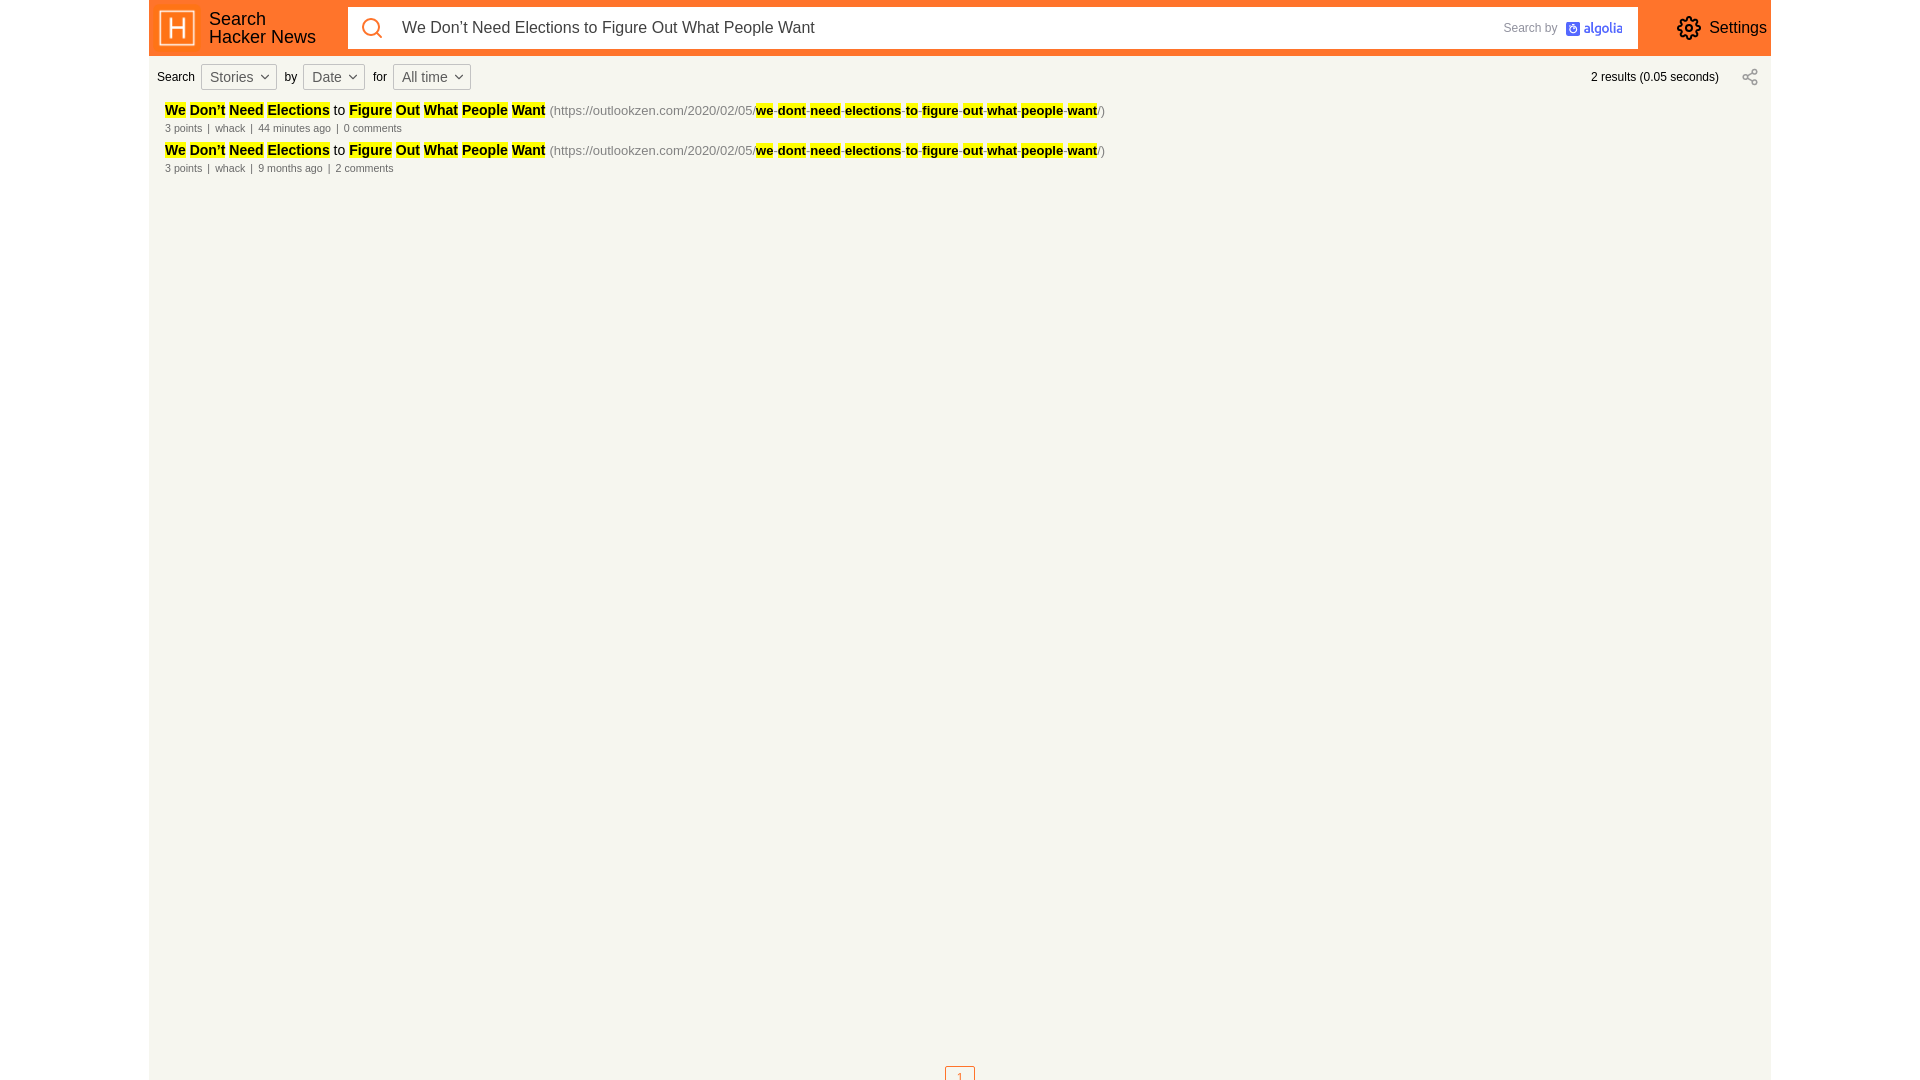 Search
Hacker News
We Don’t Need Elections to Figure Out What People Want
Search by algolia
Settings
Search Stories by Date for All time
2 results (0.05 seconds)
We Don’t Need Elections to Figure Out What People Want (https://outlookzen.com/2020/02/05/we-dont-need-elections-to-figure-out-what-people-want/)
3 points | whack | 44 minutes ago | 0 comments
We Don’t Need Elections to Figure Out What People Want (https://outlookzen.com/2020/02/05/we-dont-need-elections-to-figure-out-what-people-want/)
3 points | whack | 9 months ago | 2 comments
1